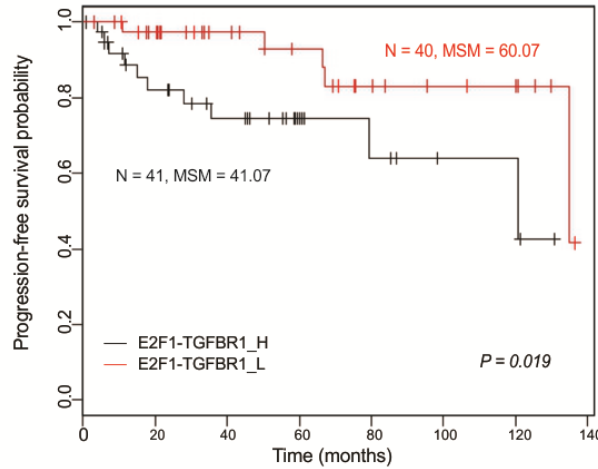 Progression-free survival probability
1.0
0.8
0.6
0.4
0.2
0.0
N = 40, MSM = 60.07
N = 41, MSM = 41.07
E2F1-TGFBR1_H
E2F1-TGFBR1_L
P = 0.019
0 20 40 60 80 100 120 140
Time (months)